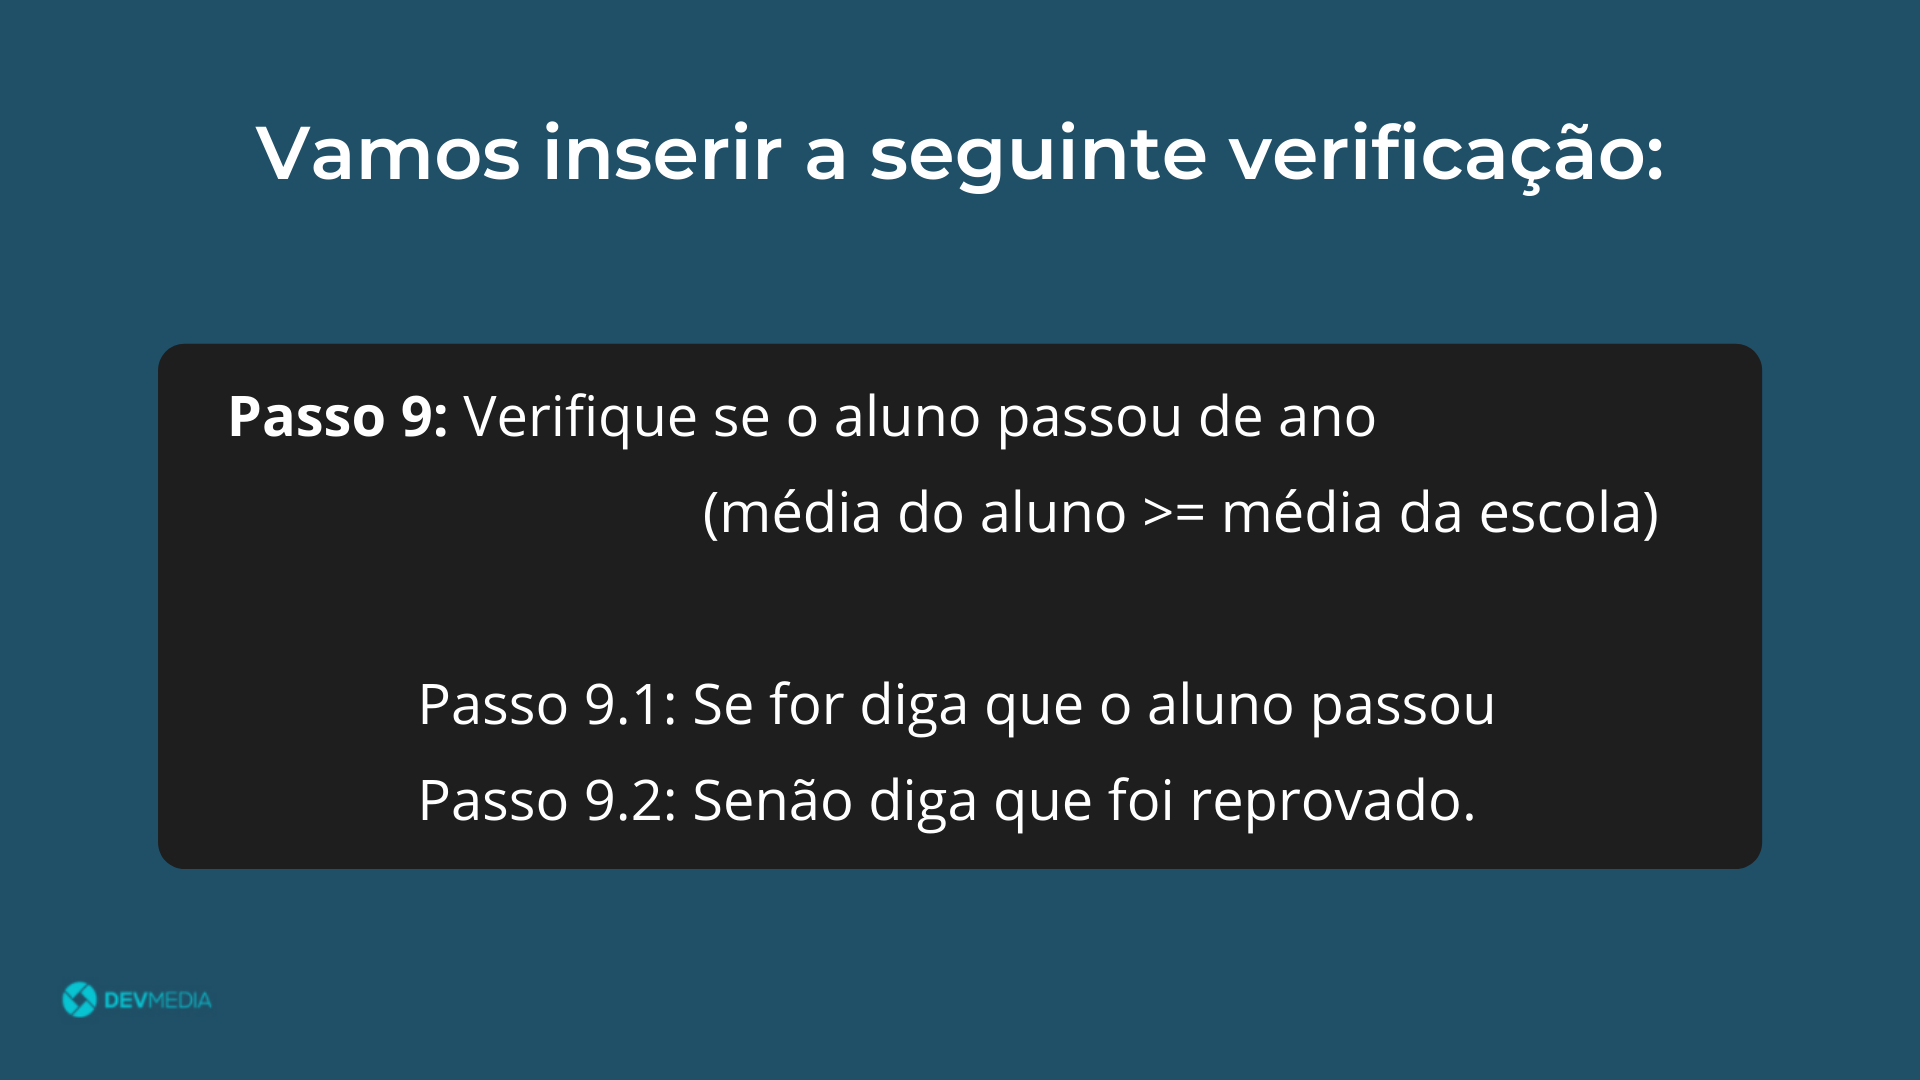 Vamos inserir a seguinte verificação:
Passo 9: Verifique se o aluno passou de ano
(média do aluno >= média da escola)
Passo 9.1: Se for diga que o aluno passou
Passo 9.2: Senão diga que foi reprovado.
DEVMEDIA